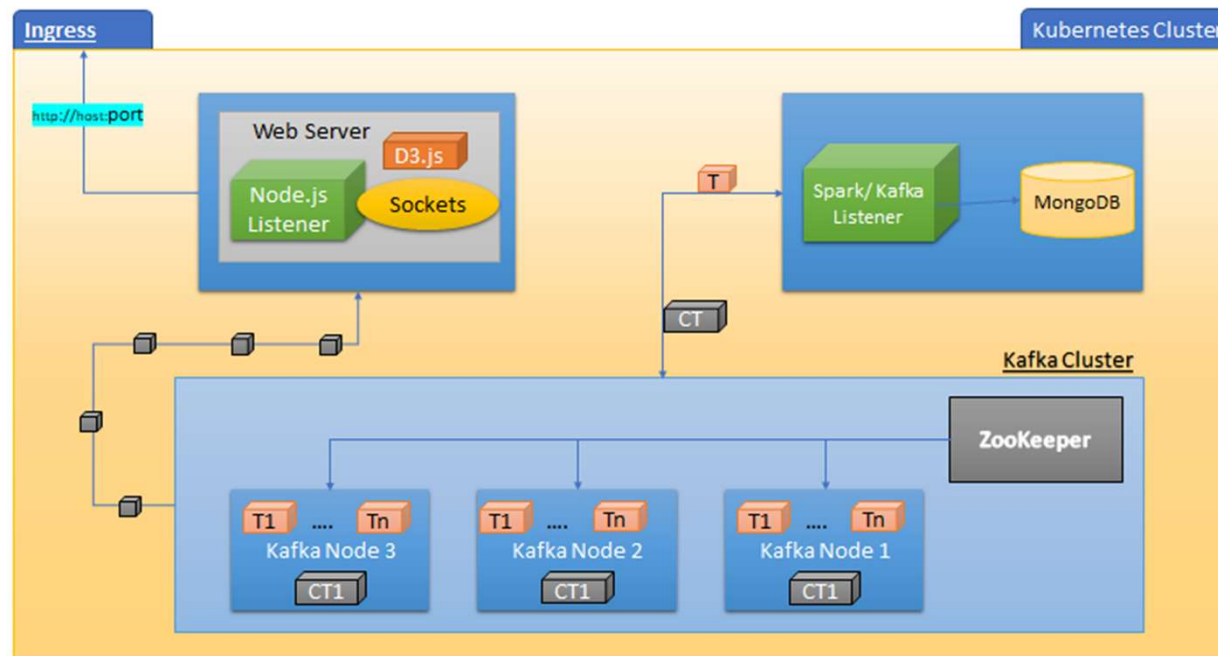 Ingress
Kubernetes Cluster
http://host:port
Web Server
D3.js
Node.js
Listener
Sockets
T
Spark/ Kafka
Listener
MongoDB
CT
Kafka Cluster
ZooKeeper
T1 .... Tn
Kafka Node 3
CT1
T1 .... Tn
Kafka Node 2
CT1
T1 .... Tn
Kafka Node 1
CT1